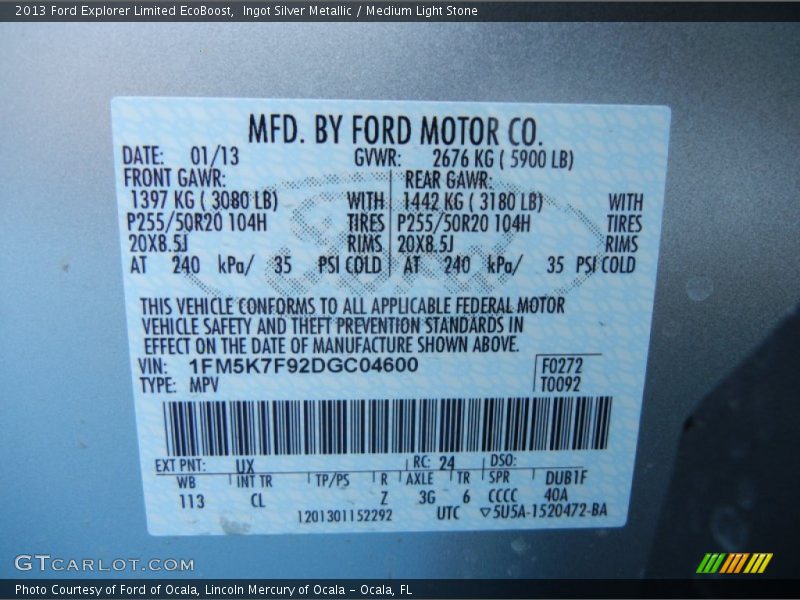 2013 Ford Explorer Limited EcoBoost,  Ingot Silver Metallic / Medium Light Stone
MFD. BY FORD MOTOR CO.
DATE: 01/13 GVWR: 2676 KG ( 5900 LB)
FRONT GAWR: REAR GAWR:
1397 KG ( 3080 LB) WITH 1442 KG ( 3180 LB) WITH
P255/50R20 104H TIRES P255/50R20 104H TIRES
20X8.5J RIMS 20X8.5J RIMS
AT 240 kPa/ 35 PSI COLD AT 240 kPa/ 35 PSI COLD
THIS VEHICLE CONFORMS TO ALL APPLICABLE FEDERAL MOTOR
VEHICLE SAFETY AND THEFT PREVENTION STANDARDS IN
EFFECT ON THE DATE OF MANUFACTURE SHOWN ABOVE.
VIN: 1FM5K7F92DGC04600 F0272
TYPE: MPV T0092
EXT PNT: UX RC: 24 DSO:
WB INT TR TP/PS R AXLE TR SPR DUB1F
113 CL Z 3G 6 CCCC 40A
1201301152292 UTC ▽5U5A-1520472-BA
GTCARLOT.COM
Photo Courtesy of Ford of Ocala, Lincoln Mercury of Ocala – Ocala, FL